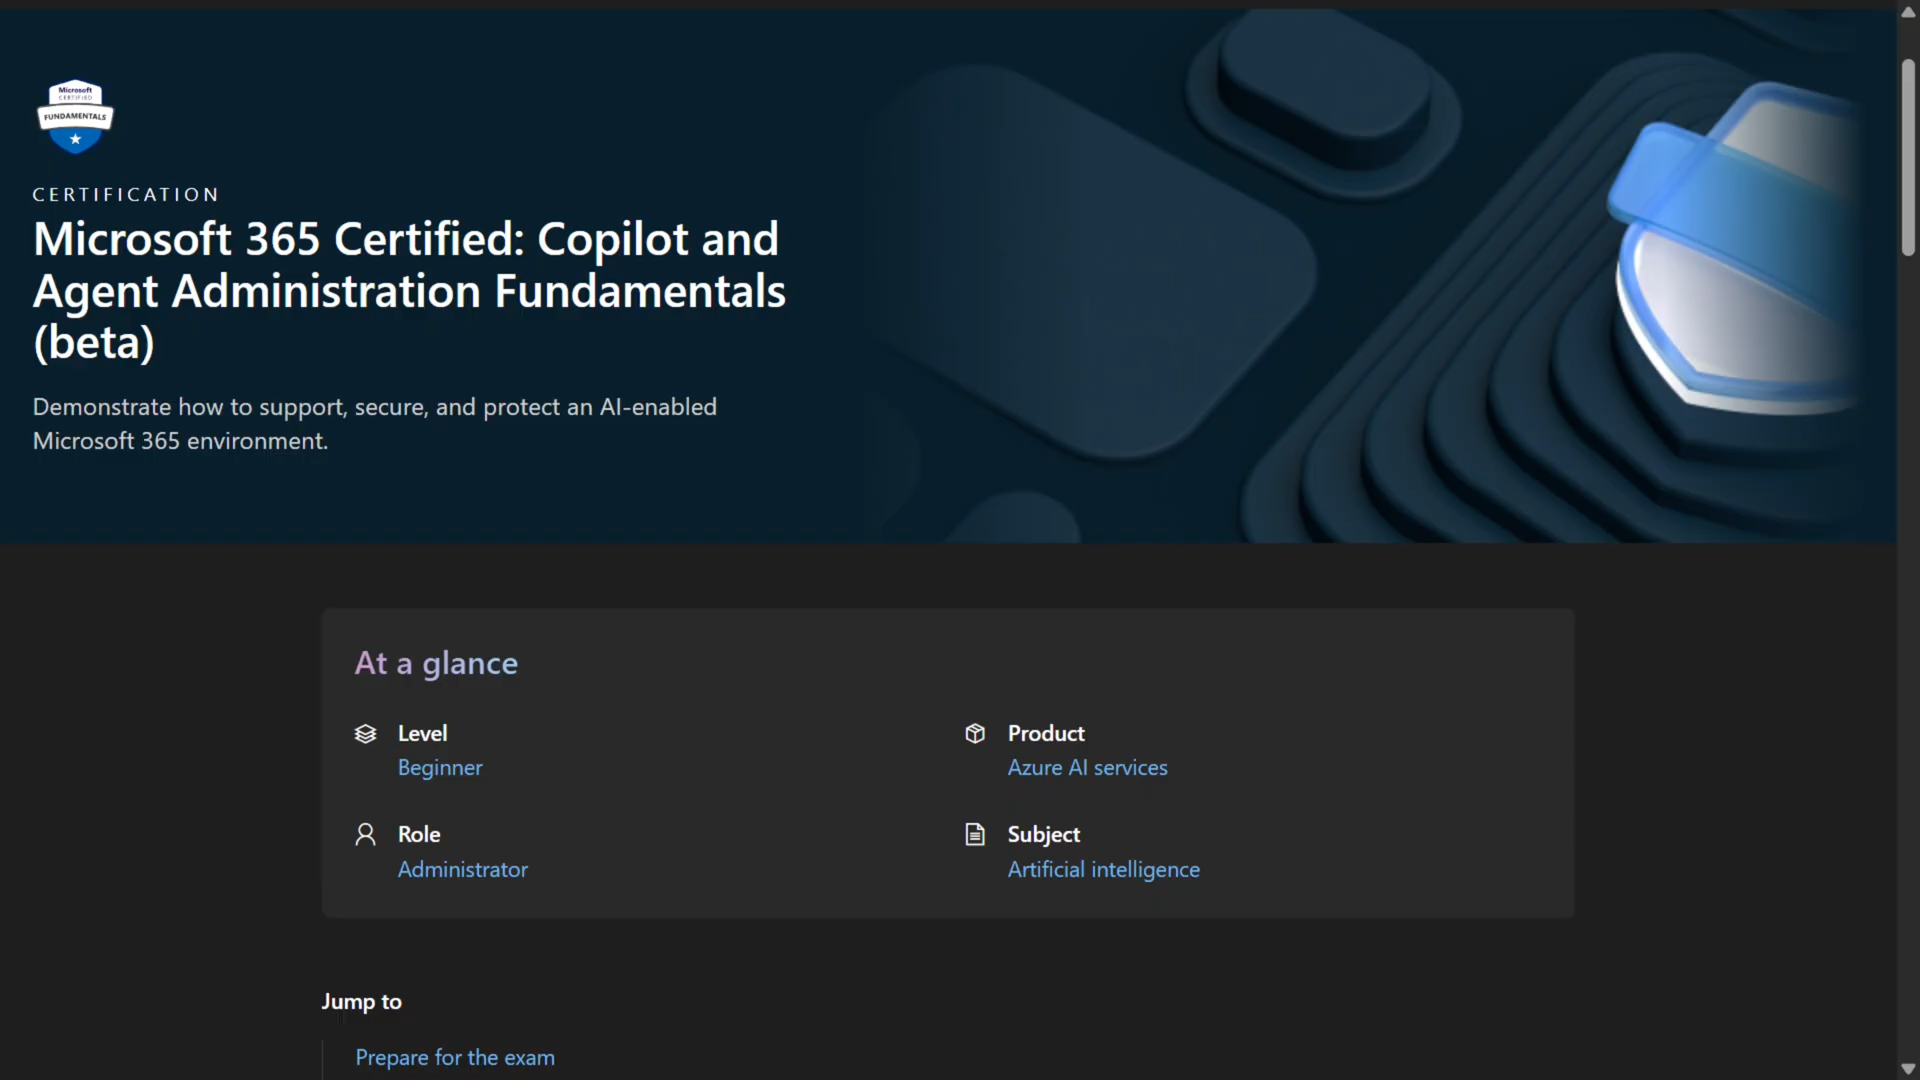 Microsoft
CERTIFIED
FUNDAMENTALS
CERTIFICATION
Microsoft 365 Certified: Copilot and
Agent Administration Fundamentals
(beta)
Demonstrate how to support, secure, and protect an AI-enabled
Microsoft 365 environment.
At a glance
Level
Beginner
Product
Azure AI services
Role
Administrator
Subject
Artificial intelligence
Jump to
Prepare for the exam